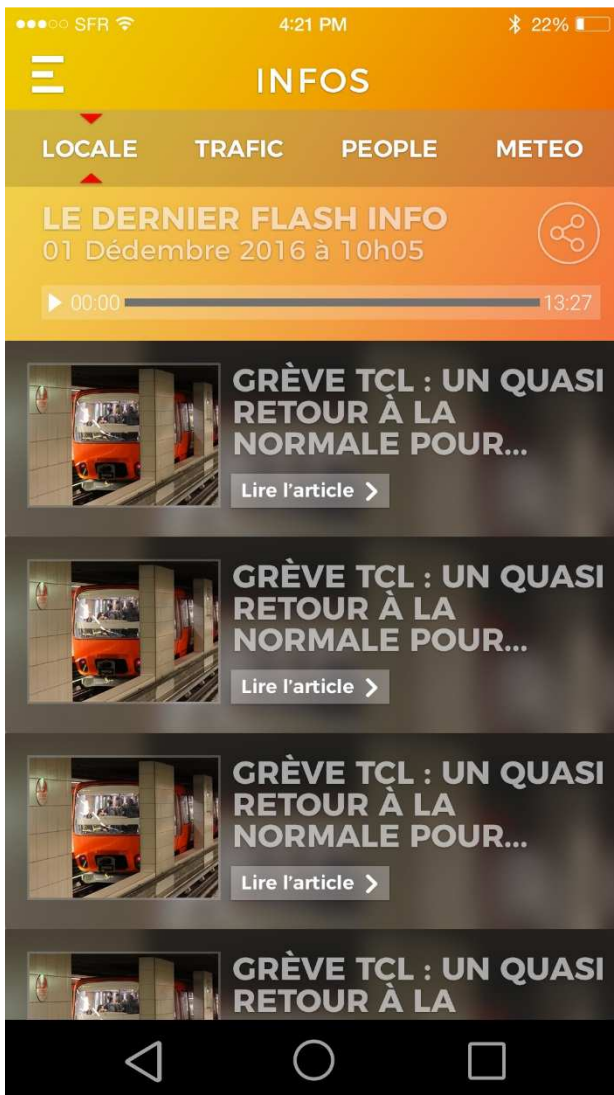 SFR 4:21 PM 22%
INFOS
LOCALE TRAFIC PEOPLE METEO
LE DERNIER FLASH INFO
01 Dédembre 2016 à 10h05
00:00 13:27
GRÈVE TCL : UN QUASI
RETOUR À LA
NORMALE POUR...
Lire l'article
GRÈVE TCL : UN QUASI
RETOUR À LA
NORMALE POUR...
Lire l'article
GRÈVE TCL : UN QUASI
RETOUR À LA
NORMALE POUR...
Lire l'article
GRÈVE TCL : UN QUASI
RETOUR À LA